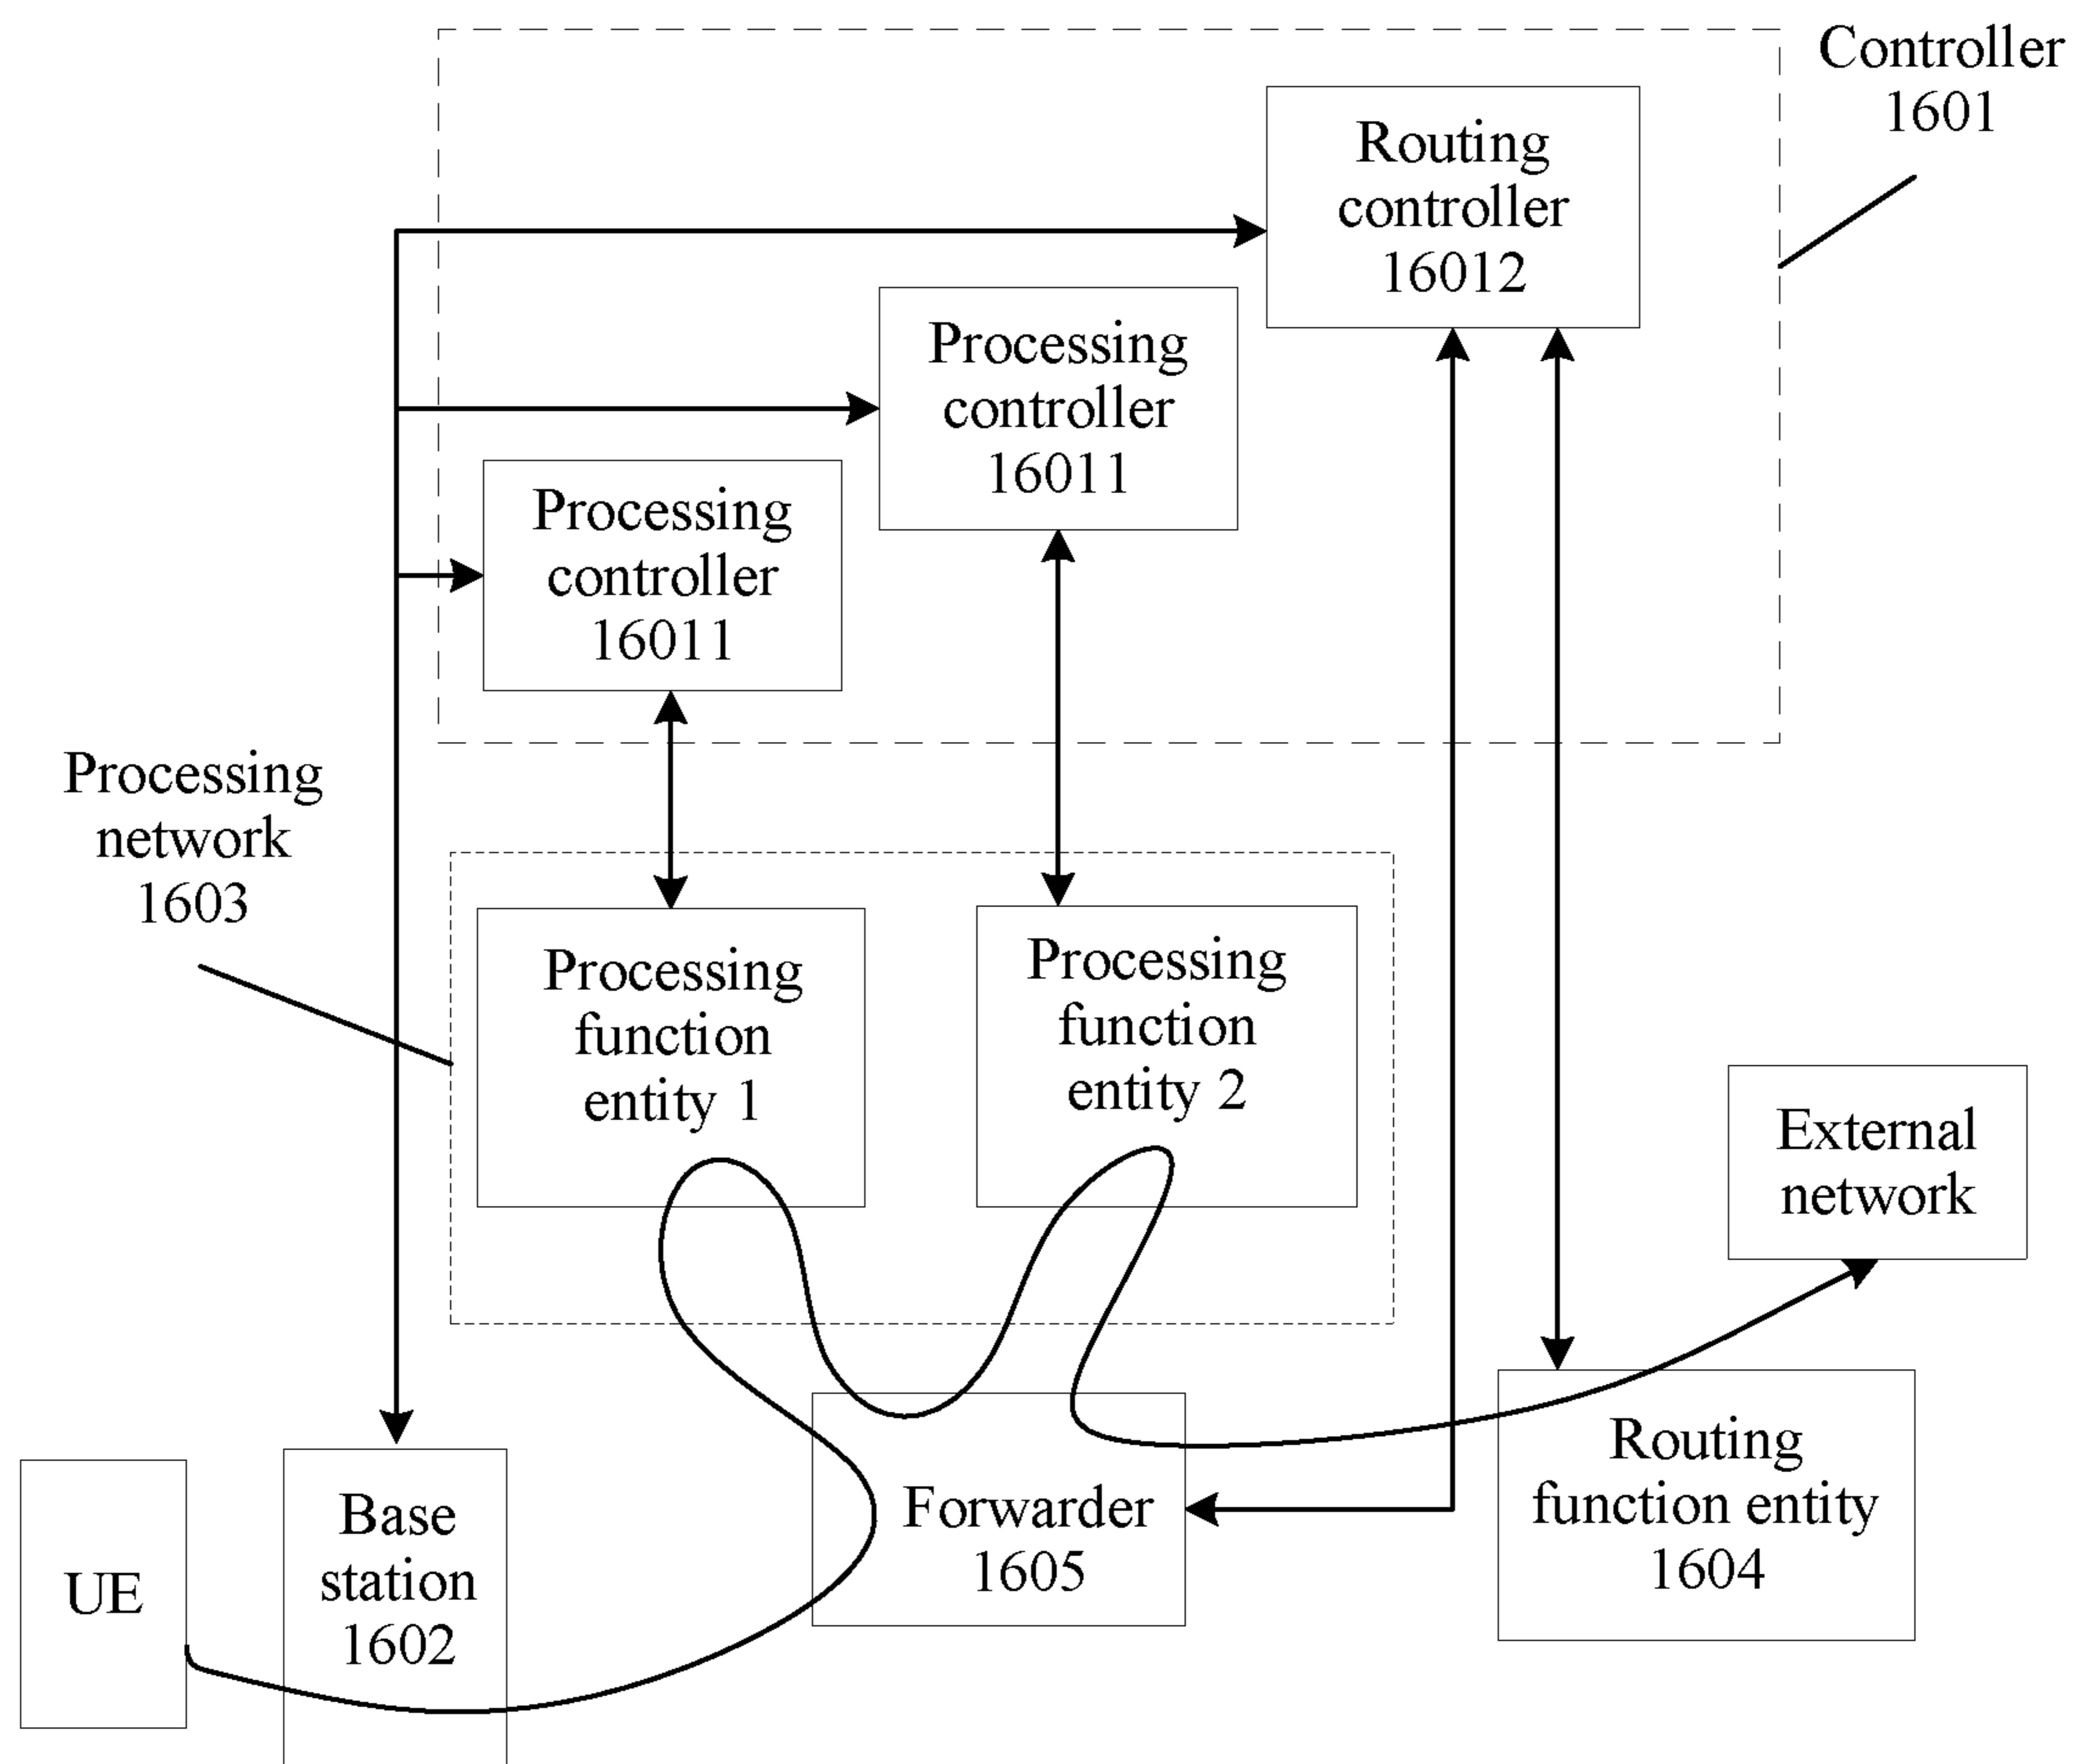 Controller
1601
Routing
controller
16012
Processing
controller
16011
Processing
controller
16011
Processing
network
1603
Processing
function
entity 1
Processing
function
entity 2
External
network
Routing
function entity
1604
Forwarder
1605
Base
station
1602
UE